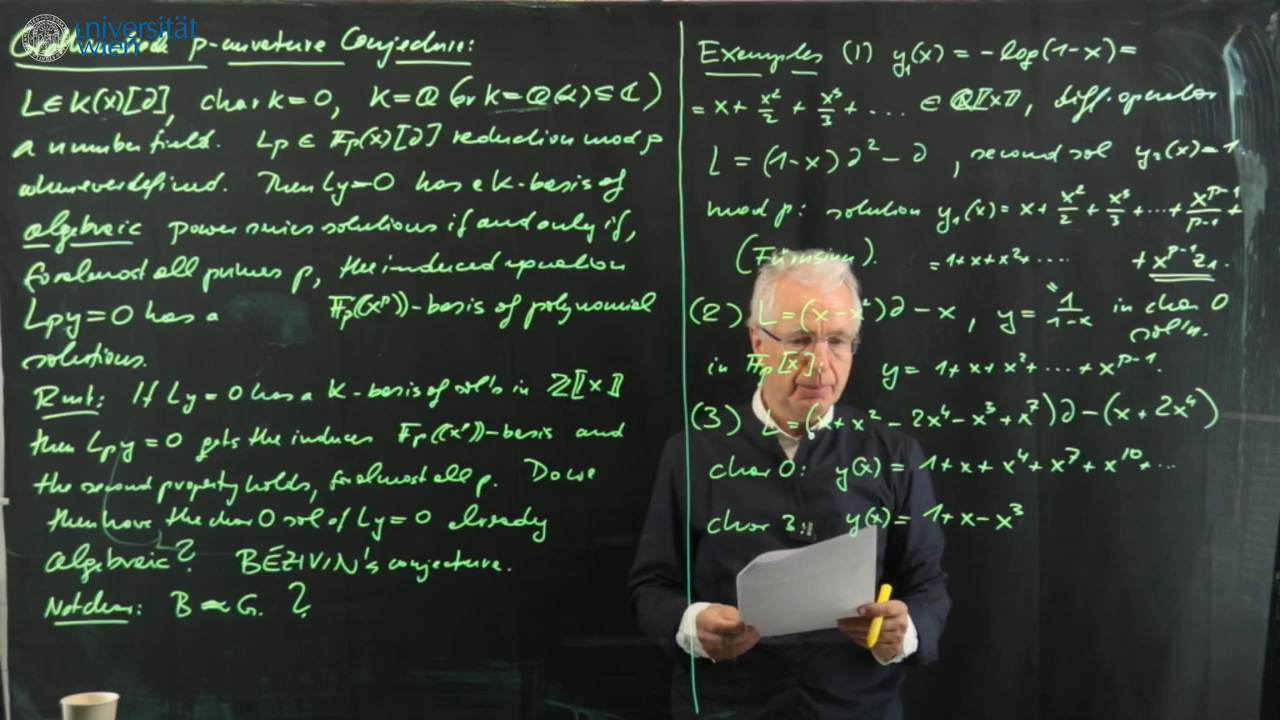 universität
wien
p-curvature Conjecture:
L ∈ K(x)[∂], char K = 0, K = ℚ (or K = ℚ(α) ⊆ ℂ)
a number field. Lp ∈ 𝔽p(x)[∂] reduction mod p
whenever defined. Then Ly=0 has a K-basis of
algebraic power series solutions if and only if,
for almost all primes p, the induced equation
Lpy=0 has a 𝔽p((x^p))-basis of polynomial
solutions.
Rmk: If Ly=0 has a K-basis of sol's in ℤ[[x]]
then Lpy=0 gets the induces 𝔽p((x^p))-basis and
the second property holds, for almost all p. Do we
then have the char 0 sol of Ly=0 already
algebraic? BÉZIVIN's conjecture.
B G. ?
Examples (1) y₁(x) = -log(1-x) =
= x + x²/2 + x³/3 + ... ∈ ℚ[[x]], diff. operator
L = (1-x)∂² - ∂, second sol y₂(x)=1
mod p: solution y₁(x) = x + x²/2 + x³/3 + ... + x^(p-1)/(p-1) +
(Fürnsinn). + x^(p-1) z₁.
(2) L = (x-x²)∂ - x, y = "1/(1-x) in char 0
= 1+x+x²+.... sol'n.
in 𝔽p[x]: y = 1+x+x²+...+x^(p-1).
(3) L = (x+x²-2x⁴-x⁵+x⁷)∂-(x+2x⁴)
char 0: y(x) = 1+x+x⁴+x⁷+x¹⁰+...
char 3: y(x) = 1+x-x³